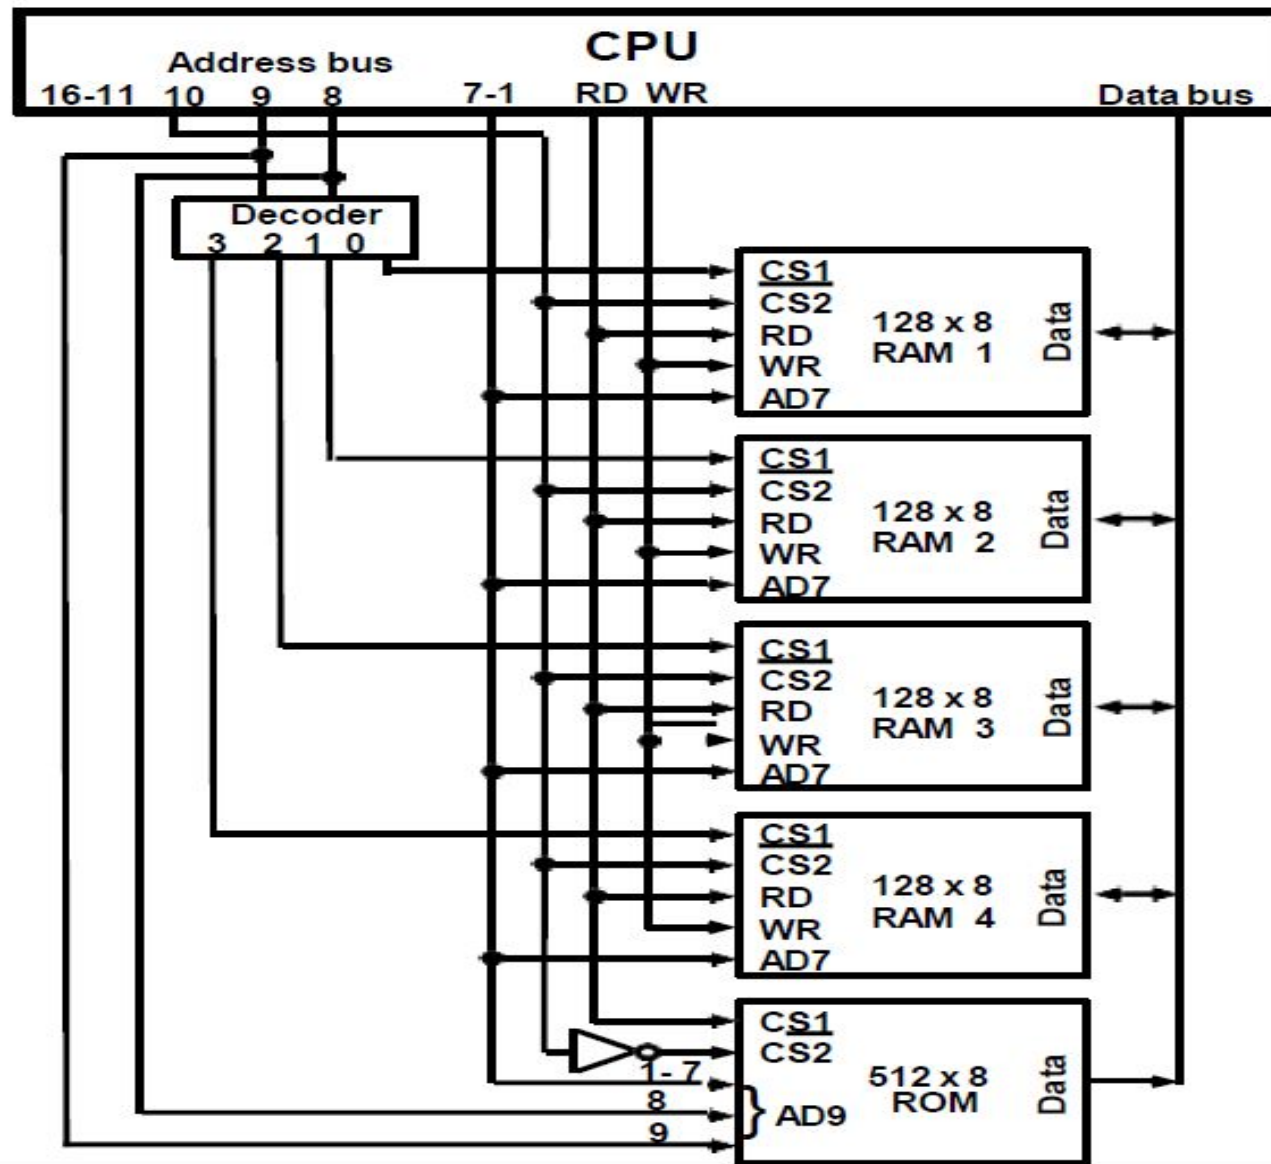 CPU
Address bus
16-11 10 9 8 7-1 RD WR Data bus
Decoder
3 2 1 0
CS1
CS2
RD
WR
AD7
128 x 8
RAM 1
Data
CS1
CS2
RD
WR
AD7
128 x 8
RAM 2
Data
CS1
CS2
RD
WR
AD7
128 x 8
RAM 3
Data
CS1
CS2
RD
WR
AD7
128 x 8
RAM 4
Data
CS1
CS2
1- 7
8
9
} AD9
512 x 8
ROM
Data